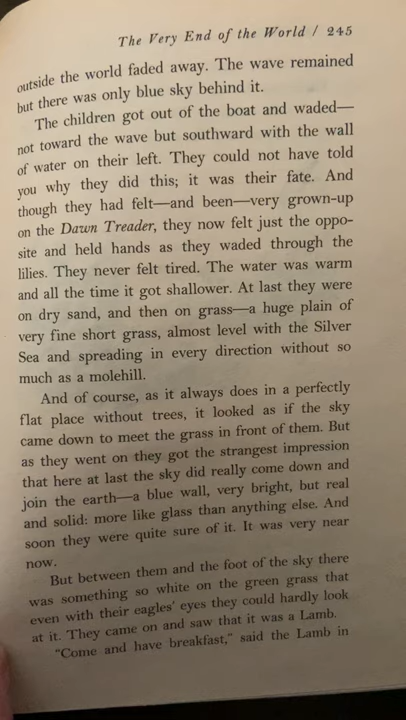 The Very End of the World / 245
outside the world faded away. The wave remained
but there was only blue sky behind it.
The children got out of the boat and waded—
not toward the wave but southward with the wall
of water on their left. They could not have told
you why they did this; it was their fate. And
though they had felt—and been—very grown-up
on the Dawn Treader, they now felt just the oppo-
site and held hands as they waded through the
lilies. They never felt tired. The water was warm
and all the time it got shallower. At last they were
on dry sand, and then on grass—a huge plain of
very fine short grass, almost level with the Silver
Sea and spreading in every direction without so
much as a molehill.
And of course, as it always does in a perfectly
flat place without trees, it looked as if the sky
came down to meet the grass in front of them. But
as they went on they got the strangest impression
that here at last the sky did really come down and
join the earth—a blue wall, very bright, but real
and solid: more like glass than anything else. And
soon they were quite sure of it. It was very near
now.
But between them and the foot of the sky there
was something so white on the green grass that
even with their eagles' eyes they could hardly look
at it. They came on and saw that it was a Lamb.
"Come and have breakfast," said the Lamb in